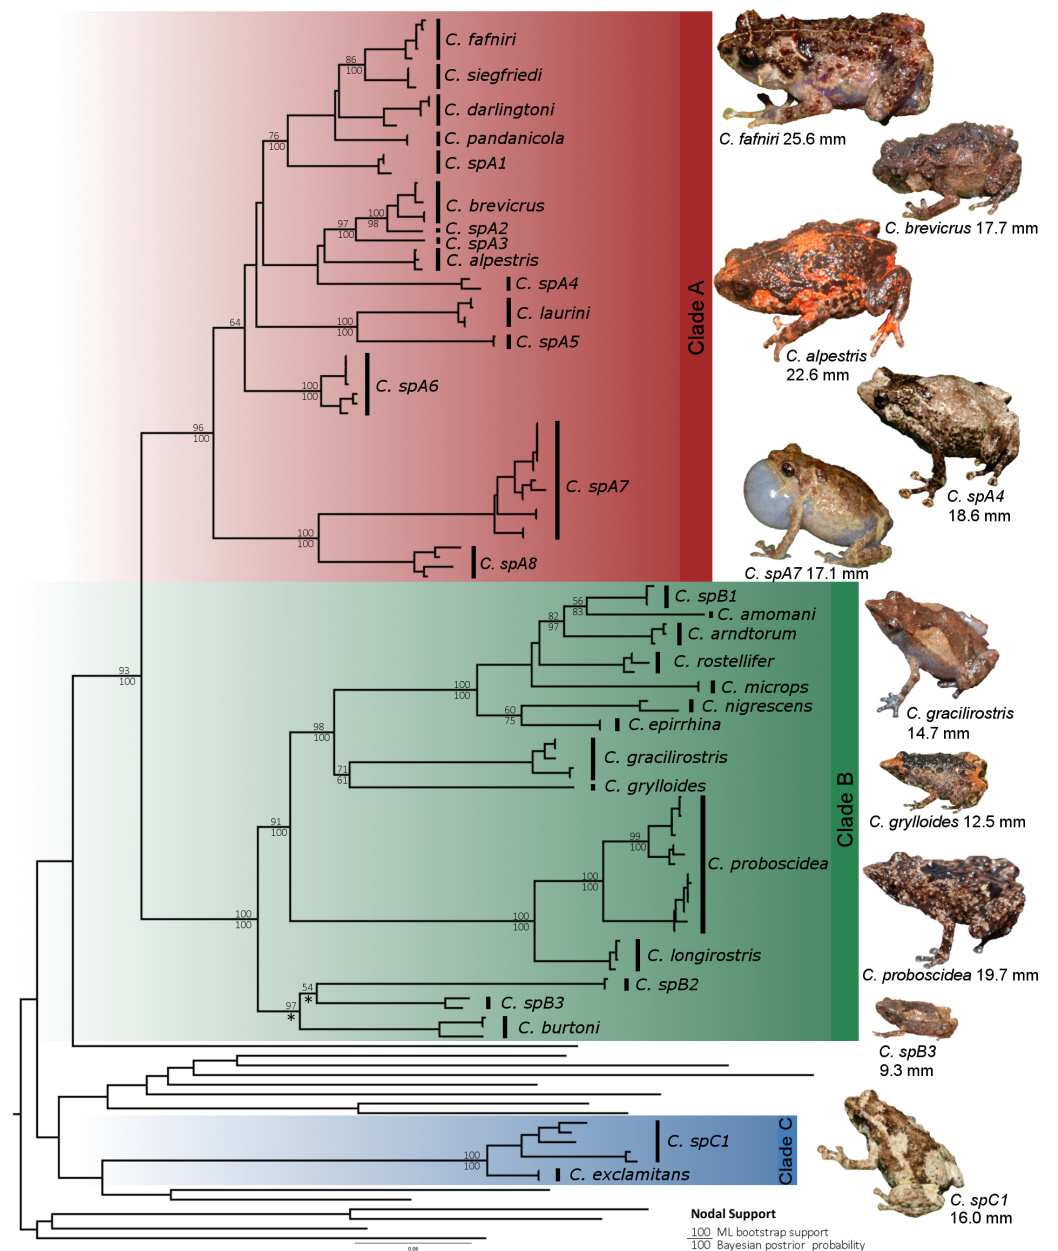 C. fafniri
86
100
C. siegfriedi
C. darlingtoni
76
100
C. pandanicola
C. spA1
C. brevicrus
100
98
97
100
C. spA2
C. spA3
C. alpestris
C. spA4
C. laurini
100
100
C. spA5
64
C. spA6
100
100
96
100
C. spA7
100
100
C. spA8
Clade A
C. fafniri 25.6 mm
C. brevicrus 17.7 mm
C. alpestris
22.6 mm
C. spA4
18.6 mm
C. spA7 17.1 mm
93
100
C. spB1
56
83
C. amomani
82
97
C. arndtorum
C. rostellifer
100
100
C. microps
C. nigrescens
60
75
C. epirrhina
98
100
C. gracilirostris
71
61
C. grylloides
91
100
99
100
C. proboscidea
100
100
100
100
C. longirostris
100
100
C. spB2
54
*
C. spB3
97
*
C. burtoni
Clade B
C. gracilirostris
14.7 mm
C. grylloides 12.5 mm
C. proboscidea 19.7 mm
C. spB3
9.3 mm
C. spC1
100
100
C. exclamitans
Clade C
C. spC1
16.0 mm
Nodal Support
100 ML bootstrap support
100 Bayesian postrior probability
0.08